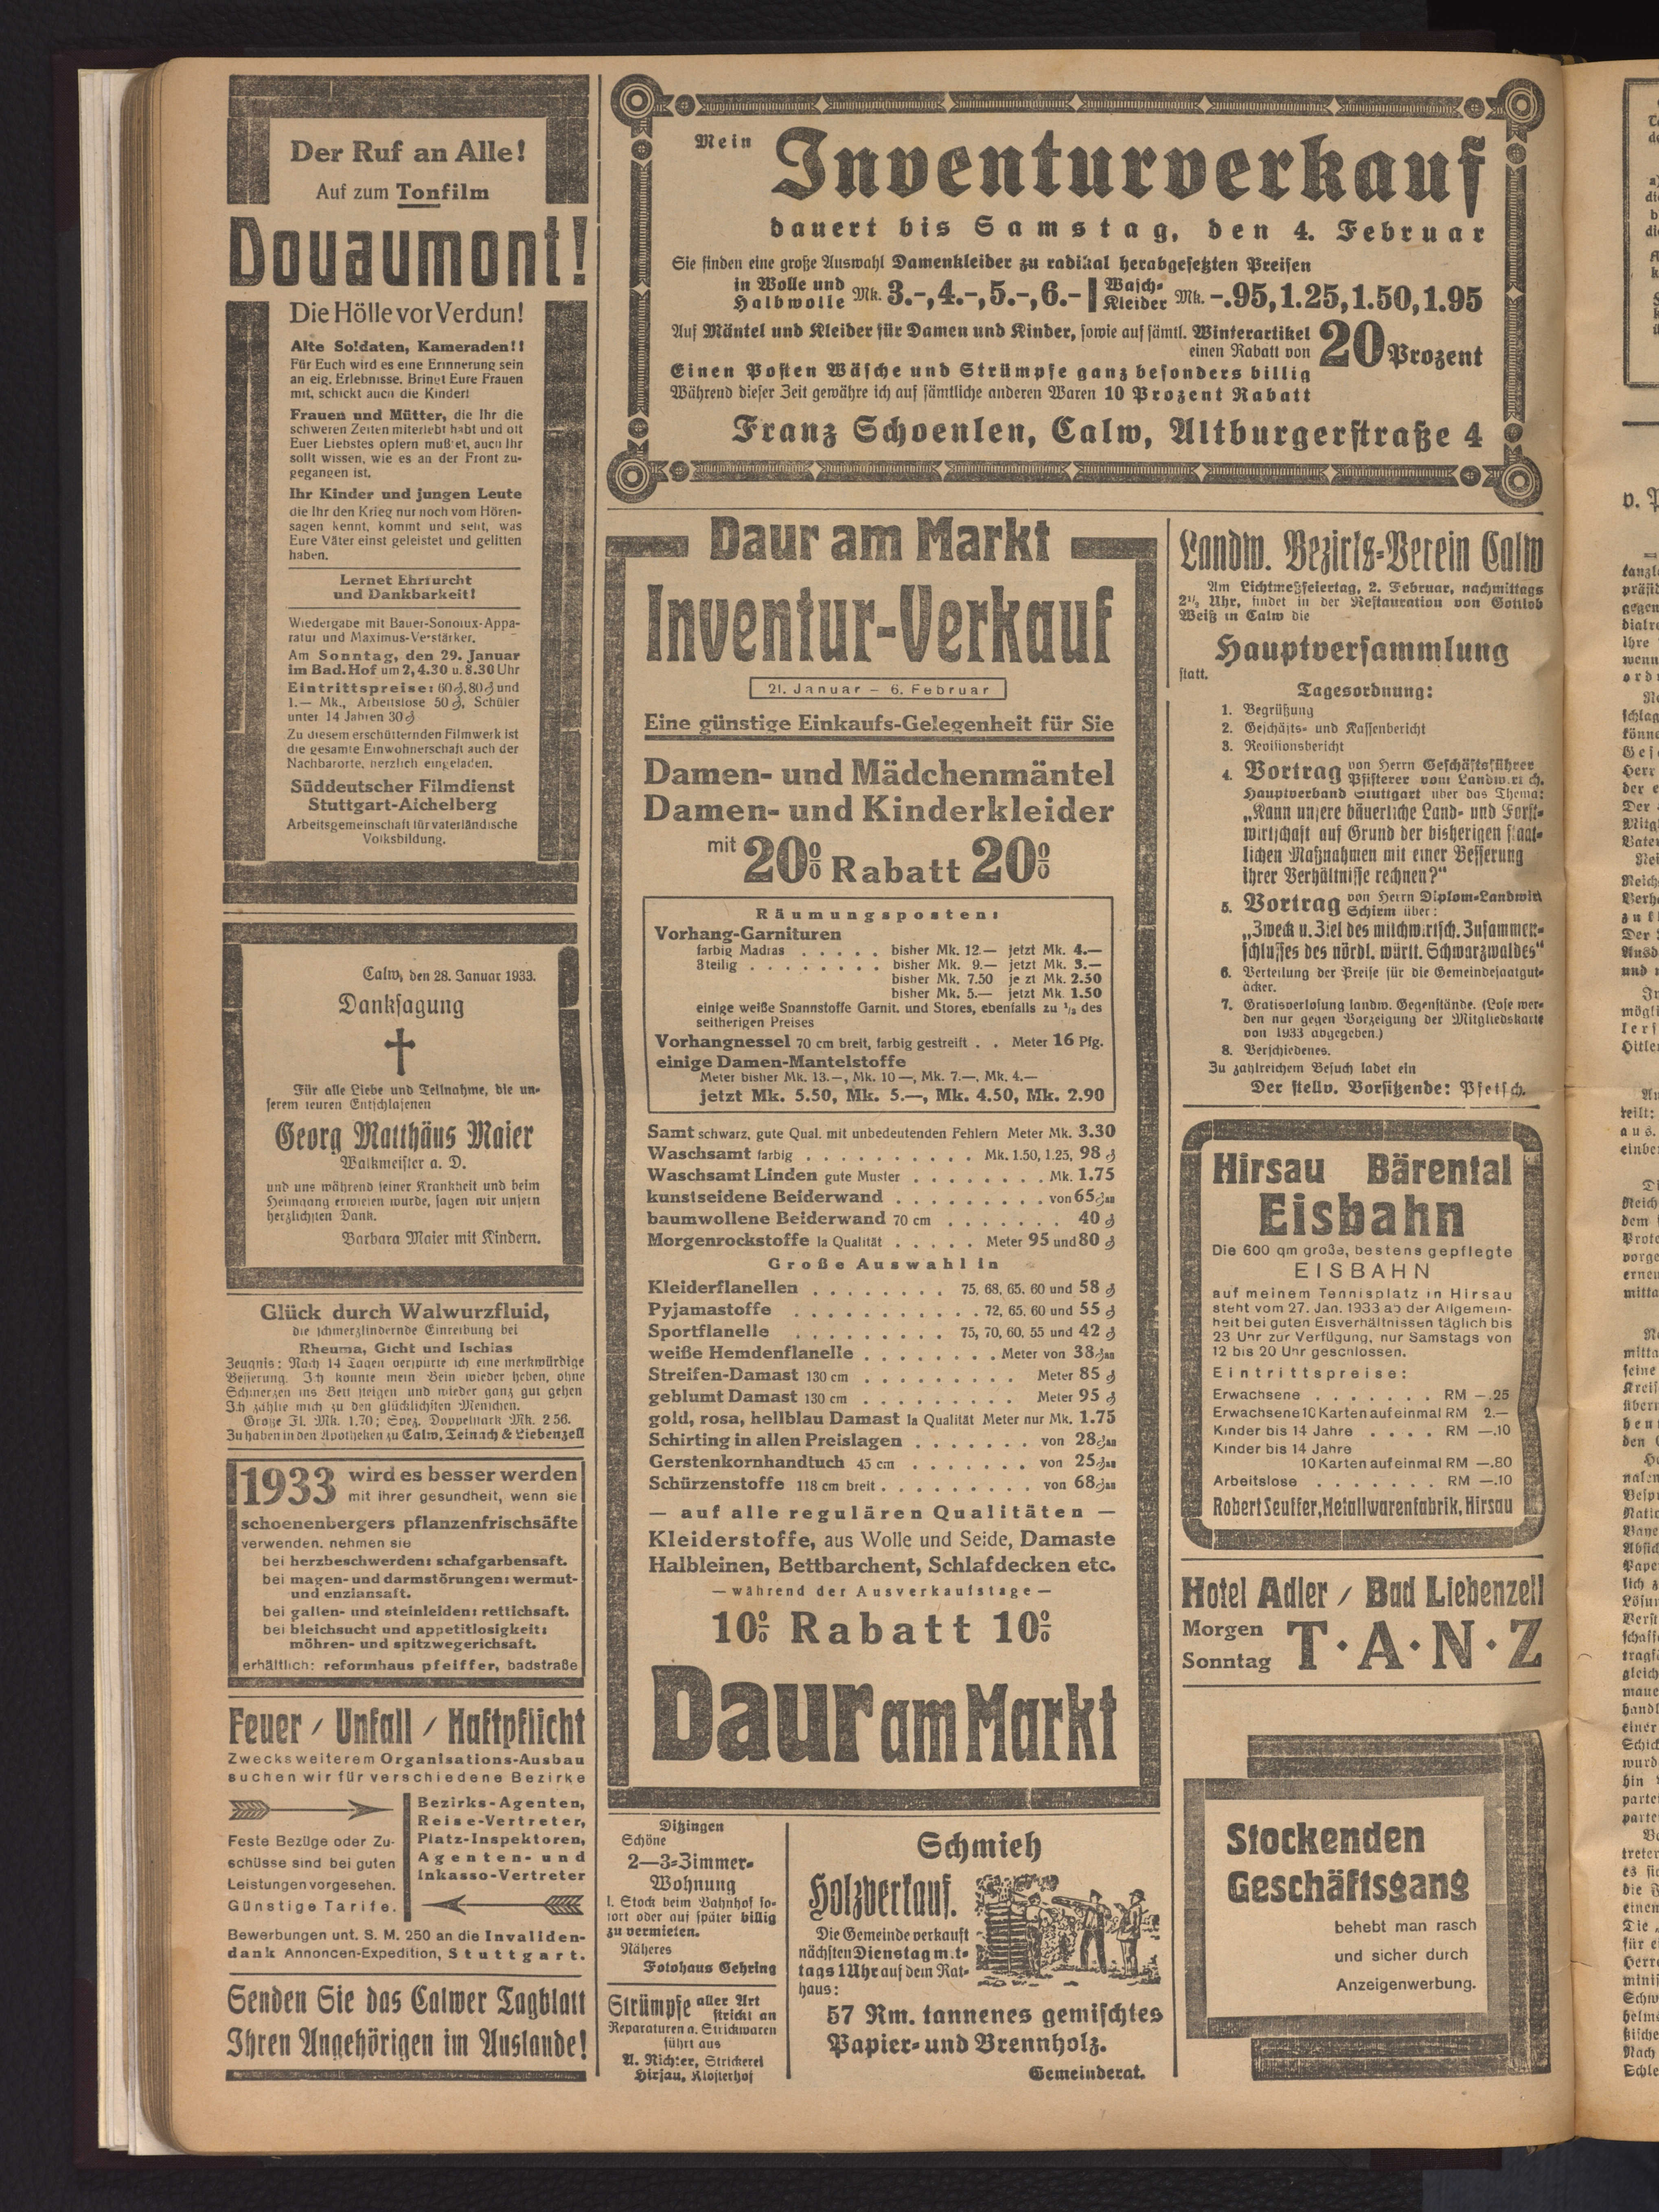 Der Ruf an Alle!
Auf zum Tonfilm
Douaumont!
Die Hölle vor Verdun!
Alte Soldaten, Kameraden!!
Für Euch wird es eine Erinnerung sein
an eig. Erlebnisse. Bringt Eure Frauen
mit, schickt auch die Kinder!
Frauen und Mütter, die Ihr die
schweren Zeiten miterlebt habt und oft
Euer Liebstes opfern mußtet, auch Ihr
sollt wissen, wie es an der Front zu-
gegangen ist.
Ihr Kinder und jungen Leute
die Ihr den Krieg nur noch vom Hören-
sagen kennt, kommt und seht, was
Eure Väter einst geleistet und gelitten
haben.
Lernet Ehrfurcht
und Dankbarkeit!
Wiedergabe mit Bauer-Sonolux-Appa-
ratur und Maximus-Verstärker.
Am Sonntag, den 29. Januar
im Bad. Hof um 2, 4.30 u. 8.30 Uhr
Eintrittspreise: 60 ₰, 80 ₰ und
1.— Mk., Arbeitslose 50 ₰, Schüler
unter 14 Jahren 30 ₰
Zu diesem erschütternden Filmwerk ist
die gesamte Einwohnerschaft auch der
Nachbarorte, herzlich eingeladen.
Süddeutscher Filmdienst
Stuttgart-Aichelberg
Arbeitsgemeinschaft für vaterländische
Volksbildung.
Calw, den 28. Januar 1933.
Danksagung
Für alle Liebe und Teilnahme, die un-
serem teuren Entschlafenen
Georg Matthäus Maier
Walkmeister a. D.
und uns während seiner Krankheit und beim
Heimgang erwiesen wurde, sagen wir unsern
herzlichsten Dank.
Barbara Maier mit Kindern.
Glück durch Walwurzfluid,
die schmerzlindernde Einreibung bei
Rheuma, Gicht und Ischias
Zeugnis: Nach 14 Tagen verspürte ich eine merkwürdige
Besserung. Ich konnte mein Bein wieder heben, ohne
Schmerzen ins Bett steigen und wieder ganz gut gehen
Ich zähle mich zu den glücklichsten Menschen.
Große Fl. Mk. 1.70; Spez. Doppelstark Mk. 2 56.
Zu haben in den Apotheken zu Calw, Teinach & Liebenzell
1933 wird es besser werden
mit ihrer gesundheit, wenn sie
schoenenbergers pflanzenfrischsäfte
verwenden. nehmen sie
bei herzbeschwerden: schafgarbensaft.
bei magen- und darmstörungen: wermut-
und enziansaft.
bei gallen- und steinleiden: rettichsaft.
bei bleichsucht und appetitlosigkeit:
möhren- und spitzwegerichsaft.
erhältlich: reformhaus pfeiffer, badstraße
Feuer / Unfall / Haftpflicht
Zwecks weiterem Organisations-Ausbau
suchen wir für verschiedene Bezirke
Bezirks-Agenten,
Reise-Vertreter,
Platz-Inspektoren,
Agenten- und
Inkasso-Vertreter
Feste Bezüge oder Zu-
schüsse sind bei guten
Leistungen vorgesehen.
Günstige Tarife.
Bewerbungen unt. S. M. 250 an die Invaliden-
dank Annoncen-Expedition, Stuttgart.
Senden Sie das Calwer Tagblatt
Ihren Angehörigen im Auslande!
Mein Inventurverkauf
dauert bis Samstag, den 4. Februar
Sie finden eine große Auswahl Damenkleider zu radikal herabgesetzten Preisen
in Wolle und Halbwolle Mk. 3.-, 4.-, 5.-, 6.- | Wasch-Kleider Mk. -.95, 1.25, 1.50, 1.95
Auf Mäntel und Kleider für Damen und Kinder, sowie auf sämtl. Winterartikel
einen Rabatt von 20 Prozent
Einen Posten Wäsche und Strümpfe ganz besonders billig
Während dieser Zeit gewähre ich auf sämtliche anderen Waren 10 Prozent Rabatt
Franz Schoenlen, Calw, Altburgerstraße 4
Daur am Markt
Inventur-Verkauf
21. Januar – 6. Februar
Eine günstige Einkaufs-Gelegenheit für Sie
Damen- und Mädchenmäntel
Damen- und Kinderkleider
mit 20% Rabatt 20%
Räumungsposten:
Vorhang-Garnituren
farbig Madras . . . . . bisher Mk. 12.— jetzt Mk. 4.—
3teilig . . . . . . . . bisher Mk. 9.— jetzt Mk. 3.—
bisher Mk. 7.50 jetzt Mk. 2.50
bisher Mk. 5.— jetzt Mk. 1.50
einige weiße Spannstoffe Garnit. und Stores, ebenfalls zu ⅓ des
seitherigen Preises
Vorhangnessel 70 cm breit, farbig gestreift . . Meter 16 Pfg.
einige Damen-Mantelstoffe
Meter bisher Mk. 13.—, Mk. 10 —, Mk. 7.—, Mk. 4.—
jetzt Mk. 5.50, Mk. 5.—, Mk. 4.50, Mk. 2.90
Samt schwarz, gute Qual. mit unbedeutenden Fehlern Meter Mk. 3.30
Waschsamt farbig . . . . . . . . . . Mk. 1.50, 1.25, 98 ₰
Waschsamt Linden gute Muster . . . . . . . . Mk. 1.75
kunstseidene Beiderwand . . . . . . . . . von 65 ₰ an
baumwollene Beiderwand 70 cm . . . . . . . 40 ₰
Morgenrockstoffe Ia Qualität . . . . . Meter 95 und 80 ₰
Große Auswahl in
Kleiderflanellen . . . . . . . . 75, 68, 65, 60 und 58 ₰
Pyjamastoffe . . . . . . . . . . . 72, 65, 60 und 55 ₰
Sportflanelle . . . . . . . . . 75, 70, 60, 55 und 42 ₰
weiße Hemdenflanelle . . . . . . . . Meter von 38 ₰ an
Streifen-Damast 130 cm . . . . . . . . . Meter 85 ₰
geblumt Damast 130 cm . . . . . . . . . Meter 95 ₰
gold, rosa, hellblau Damast Ia Qualität Meter nur Mk. 1.75
Schirting in allen Preislagen . . . . . . . von 28 ₰ an
Gerstenkornhandtuch 45 cm . . . . . . . von 25 ₰ an
Schürzenstoffe 118 cm breit . . . . . . . . . von 68 ₰ an
— auf alle regulären Qualitäten —
Kleiderstoffe, aus Wolle und Seide, Damaste
Halbleinen, Bettbarchent, Schlafdecken etc.
— während der Ausverkaufstage —
10% Rabatt 10%
Daur am Markt
Landw. Bezirks-Verein Calw
Am Lichtmeßfeiertag, 2. Februar, nachmittags
2½ Uhr, findet in der Restauration von Gottlob
Weiß in Calw die
Hauptversammlung
statt.
Tagesordnung:
1. Begrüßung
2. Geschäfts- und Kassenbericht
3. Revisionsbericht
4. Vortrag von Herrn Geschäftsführer
Pfisterer vom Landwirtsch.
Hauptverband Stuttgart über das Thema:
„Kann unsere bäuerliche Land- und Forst-
wirtschaft auf Grund der bisherigen staat-
lichen Maßnahmen mit einer Besserung
ihrer Verhältnisse rechnen?“
5. Vortrag von Herrn Diplom-Landwirt
Schirm über:
„Zweck u. Ziel des milchwirtsch. Zusammen-
schlusses des nördl. württ. Schwarzwaldes“
6. Verteilung der Preise für die Gemeindesaatgut-
äcker.
7. Gratisverlosung landw. Gegenstände. (Lose wer-
den nur gegen Vorzeigung der Mitgliedskarte
von 1933 abgegeben.)
8. Verschiedenes.
Zu zahlreichem Besuch ladet ein
Der stellv. Vorsitzende: Pfeisch.
Hirsau Bärental
Eisbahn
Die 600 qm große, bestens gepflegte
EISBAHN
auf meinem Tennisplatz in Hirsau
steht vom 27. Jan. 1933 ab der Allgemein-
heit bei guten Eisverhältnissen täglich bis
23 Uhr zur Verfügung, nur Samstags von
12 bis 20 Uhr geschlossen.
Eintrittspreise:
Erwachsene . . . . . . . RM —.25
Erwachsene 10 Karten auf einmal RM 2.—
Kinder bis 14 Jahre . . . . RM —.10
Kinder bis 14 Jahre
10 Karten auf einmal RM —.80
Arbeitslose . . . . . . . RM —.10
Robert Seuffer, Metallwarenfabrik, Hirsau
Hotel Adler / Bad Liebenzell
Morgen
Sonntag T·A·N·Z
Stockenden
Geschäftsgang
behebt man rasch
und sicher durch
Anzeigenwerbung.
Ditzingen
Schöne
2—3-Zimmer-
Wohnung
1. Stock beim Bahnhof so-
fort oder auf später billig
zu vermieten.
Näheres
Fotohaus Gehring
Strümpfe aller Art
strickt an
Reparaturen a. Strickwaren
führt aus
A. Richter, Strickerei
Hirsau, Klosterhof
Schmieh
Holzverkauf.
Die Gemeinde verkauft
nächsten Dienstag mit-
tags 1 Uhr auf dem Rat-
haus:
57 Rm. tannenes gemischtes
Papier- und Brennholz.
Gemeinderat.